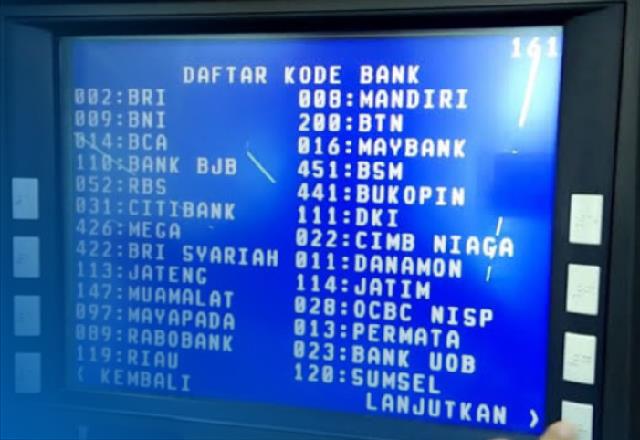 161
DAFTAR KODE BANK
002:BRI 008:MANDIRI
009:BNI 200:BTN
014:BCA 016:MAYBANK
110:BANK BJB 451:BSM
052:RBS 441:BUKOPIN
031:CITIBANK 111:DKI
426:MEGA 022:CIMB NIAGA
422:BRI SYARIAH 011:DANAMON
113:JATENG 114:JATIM
147:MUAMALAT 028:OCBC NISP
097:MAYAPADA 013:PERMATA
089:RABOBANK 023:BANK UOB
119:RIAU 120:SUMSEL
< KEMBALI
LANJUTKAN >